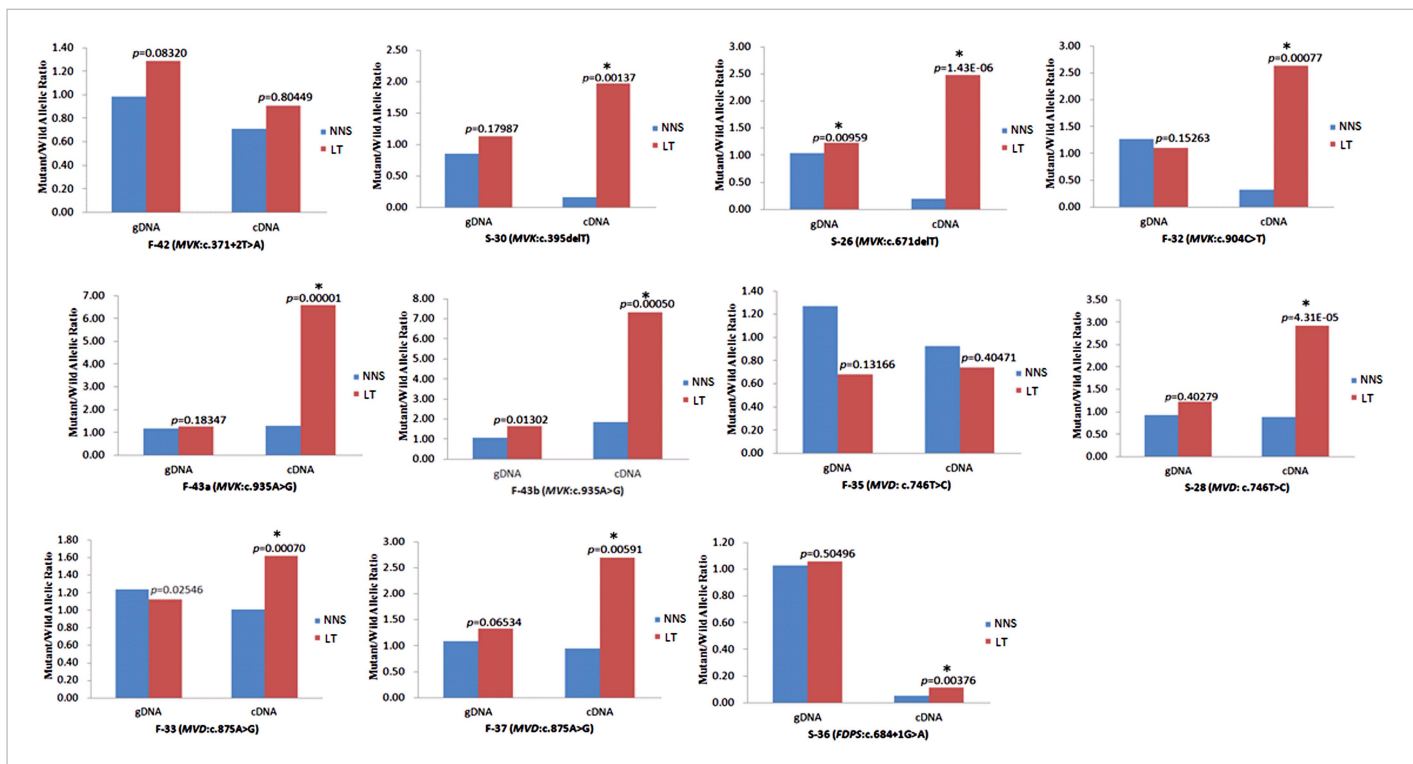 1.40
1.20
1.00
0.80
0.60
0.40
0.20
0.00
Mutant/Wild Allelic Ratio
p=0.08320
p=0.80449
NNS
LT
gDNA cDNA
F-42 (MVK:c.371+2T>A)
2.50
2.00
1.50
1.00
0.50
0.00
Mutant/Wild Allelic Ratio
p=0.17987
*
p=0.00137
NNS
LT
gDNA cDNA
S-30 (MVK:c.395delT)
3.00
2.50
2.00
1.50
1.00
0.50
0.00
Mutant/Wild Allelic Ratio
*
p=0.00959
*
p=1.43E-06
NNS
LT
gDNA cDNA
S-26 (MVK:c.671delT)
3.00
2.50
2.00
1.50
1.00
0.50
0.00
Mutant/Wild Allelic Ratio
p=0.15263
*
p=0.00077
NNS
LT
gDNA cDNA
F-32 (MVK:c.904C>T)
7.00
6.00
5.00
4.00
3.00
2.00
1.00
0.00
Mutant/Wild Allelic Ratio
p=0.18347
*
p=0.00001
NNS
LT
gDNA cDNA
F-43a (MVK:c.935A>G)
8.00
7.00
6.00
5.00
4.00
3.00
2.00
1.00
0.00
Mutant/Wild Allelic Ratio
p=0.01302
*
p=0.00050
NNS
LT
gDNA cDNA
F-43b (MVK:c.935A>G)
1.40
1.20
1.00
0.80
0.60
0.40
0.20
0.00
Mutant/Wild Allelic Ratio
p=0.13166
p=0.40471
NNS
LT
gDNA cDNA
F-35 (MVD: c.746T>C)
3.50
3.00
2.50
2.00
1.50
1.00
0.50
0.00
Mutant/Wild Allelic Ratio
p=0.40279
*
p=4.31E-05
NNS
LT
gDNA cDNA
S-28 (MVD: c.746T>C)
1.80
1.60
1.40
1.20
1.00
0.80
0.60
0.40
0.20
0.00
Mutant/Wild Allelic Ratio
p=0.02546
*
p=0.00070
NNS
LT
gDNA cDNA
F-33 (MVD:c.875A>G)
3.00
2.50
2.00
1.50
1.00
0.50
0.00
Mutant/Wild Allelic Ratio
p=0.06534
*
p=0.00591
NNS
LT
gDNA cDNA
F-37 (MVD:c.875A>G)
1.20
1.00
0.80
0.60
0.40
0.20
0.00
Mutant/Wild Allelic Ratio
p=0.50496
*
p=0.00376
NNS
LT
gDNA cDNA
S-36 (FDPS:c.684+1G>A)